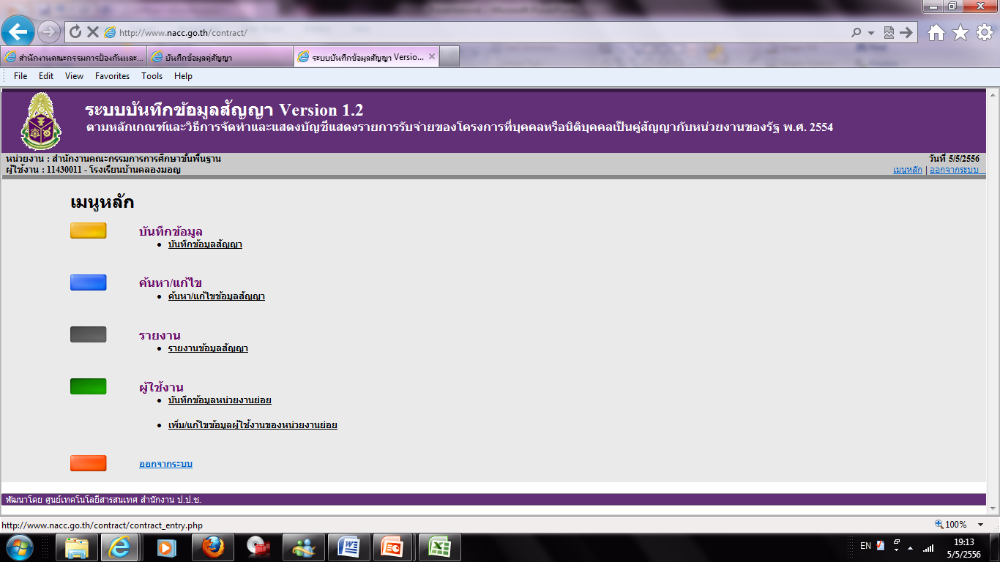 http://www.nacc.go.th/contract/
สำนักงานคณะกรรมการป้องกันและ...
บันทึกข้อมูลคู่สัญญา
ระบบบันทึกข้อมูลสัญญา Versio...
File Edit View Favorites Tools Help
ระบบบันทึกข้อมูลสัญญา Version 1.2
ตามหลักเกณฑ์และวิธีการจัดทำและแสดงบัญชีแสดงรายการรับจ่ายของโครงการที่บุคคลหรือนิติบุคคลเป็นคู่สัญญากับหน่วยงานของรัฐ พ.ศ. 2554
หน่วยงาน : สำนักงานคณะกรรมการการศึกษาขั้นพื้นฐาน
วันที่ 5/5/2556
ผู้ใช้งาน : 11430011 - โรงเรียนบ้านคลองมอญ
เมนูหลัก | ออกจากระบบ
เมนูหลัก
บันทึกข้อมูล
• บันทึกข้อมูลสัญญา
ค้นหา/แก้ไข
• ค้นหา/แก้ไขข้อมูลสัญญา
รายงาน
• รายงานข้อมูลสัญญา
ผู้ใช้งาน
• บันทึกข้อมูลหน่วยงานย่อย
• เพิ่ม/แก้ไขข้อมูลผู้ใช้งานของหน่วยงานย่อย
ออกจากระบบ
พัฒนาโดย ศูนย์เทคโนโลยีสารสนเทศ สำนักงาน ป.ป.ช.
http://www.nacc.go.th/contract/contract_entry.php
100%
EN
19:13
5/5/2556